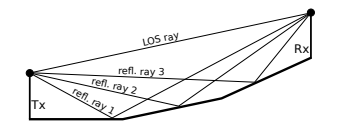 LOS ray
refl. ray 3
refl. ray 2
refl. ray 1
Rx
Tx